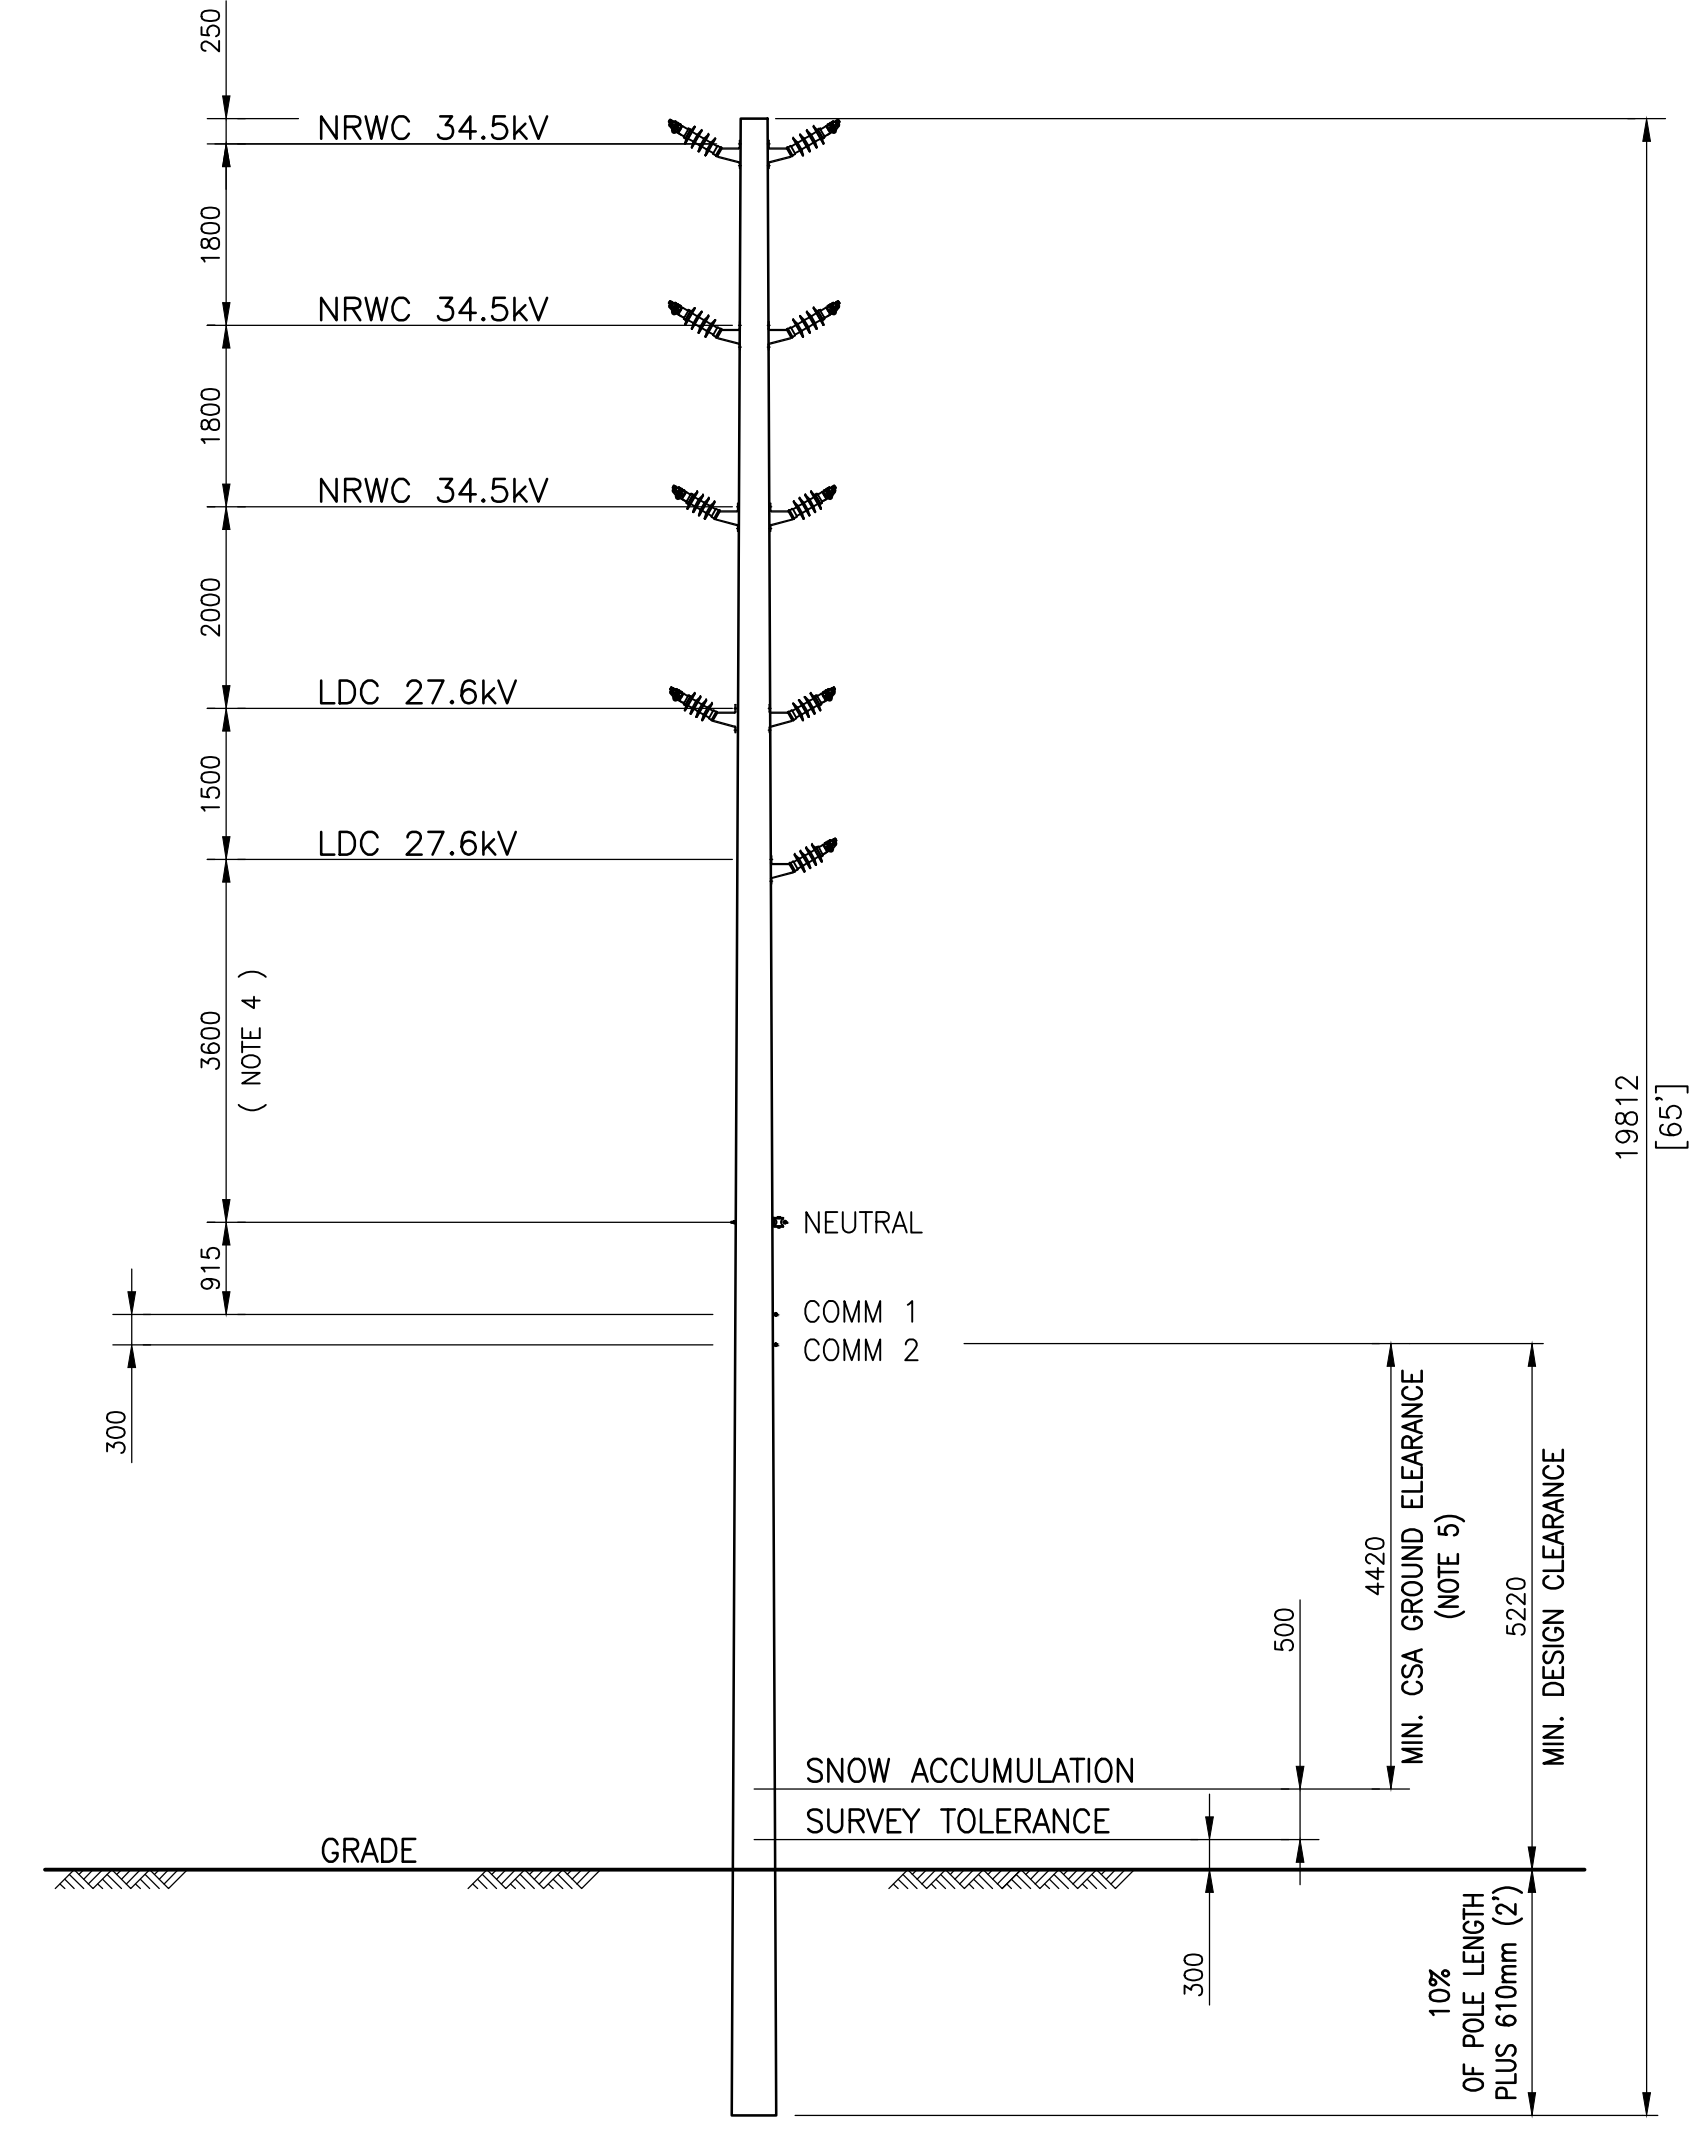 250
NRWC 34.5kV
1800
NRWC 34.5kV
1800
NRWC 34.5kV
2000
LDC 27.6kV
1500
LDC 27.6kV
3600
( NOTE 4 )
19812
[65']
NEUTRAL
915
COMM 1
COMM 2
300
4420
MIN. CSA GROUND ELEARANCE
(NOTE 5)
5220
MIN. DESIGN CLEARANCE
500
SNOW ACCUMULATION
SURVEY TOLERANCE
GRADE
300
10%
OF POLE LENGTH
PLUS 610mm (2')